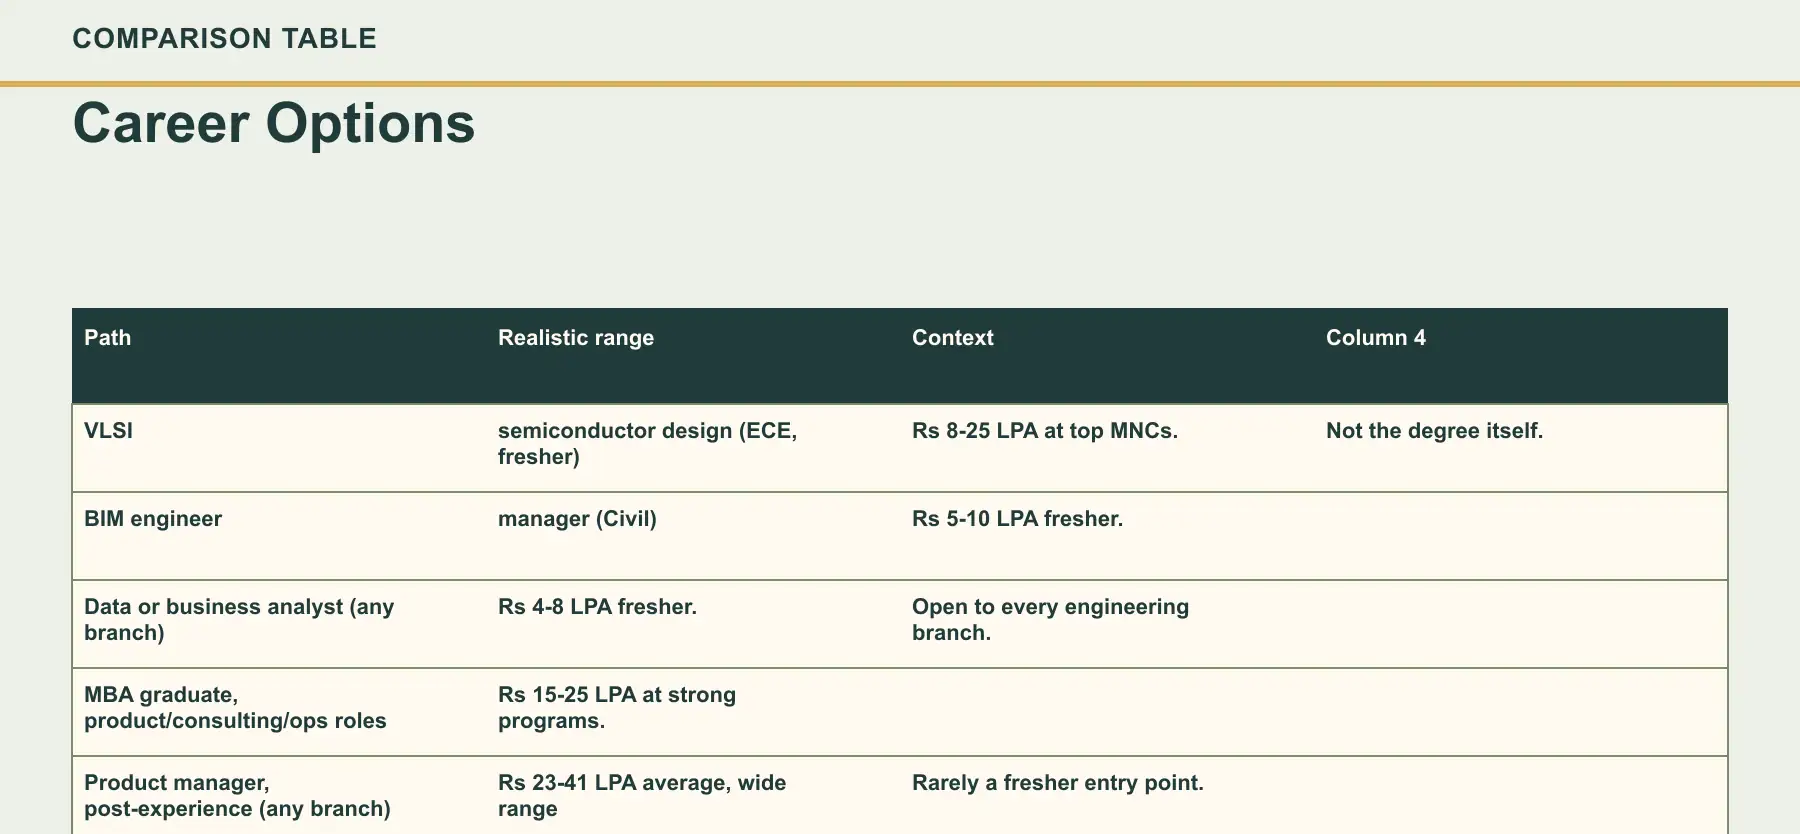 COMPARISON TABLE
Career Options
Path Realistic range Context Column 4
VLSI semiconductor design (ECE, Rs 8-25 LPA at top MNCs. Not the degree itself.
fresher)
BIM engineer manager (Civil) Rs 5-10 LPA fresher.
Data or business analyst (any Rs 4-8 LPA fresher. Open to every engineering
branch) branch.
MBA graduate, Rs 15-25 LPA at strong
product/consulting/ops roles programs.
Product manager, Rs 23-41 LPA average, wide Rarely a fresher entry point.
post-experience (any branch) range